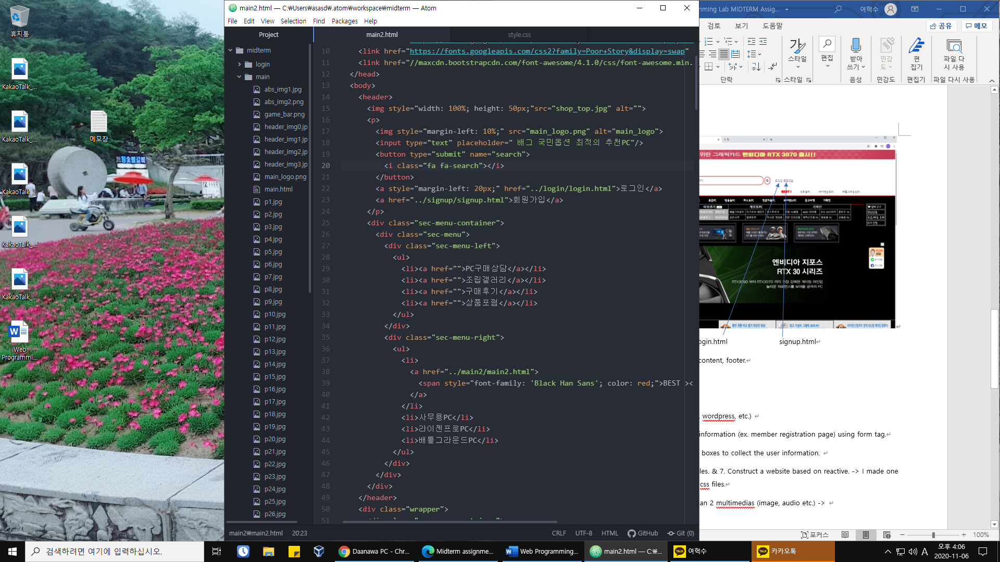 휴지통
KakaoTalk_...
KakaoTalk_...
메모장
KakaoTalk_...
KakaoTalk_...
KakaoTalk_...
Web
Programmi...
main2.html — C:₩Users₩asasd₩.atom₩workspace₩midterm — Atom
File Edit View Selection Find Packages Help
Project
midterm
login
main
abs_img1.jpg
abs_img2.png
game_bar.png
header_img0.jp
header_img1.jp
header_img2.jp
header_img3.jp
main_logo.png
main.html
p1.jpg
p2.jpg
p3.jpg
p4.jpg
p5.jpg
p6.jpg
p7.jpg
p8.jpg
p9.jpg
p10.jpg
p11.jpg
p12.jpg
p13.jpg
p14.jpg
p15.jpg
p16.jpg
p17.jpg
p18.jpg
p19.jpg
p20.jpg
p21.jpg
p22.jpg
p23.jpg
p24.jpg
p25.jpg
p26.jpg
main2.html style.css
10 <link href="https://fonts.googleapis.com/css2?family=Poor+Story&display=swap"
11 <link href="//maxcdn.bootstrapcdn.com/font-awesome/4.1.0/css/font-awesome.min.
12 </head>
13 <body>
14 <header>
15 <img style="width: 100%; height: 50px;"src="shop_top.jpg" alt="">
16 <p>
17 <img style="margin-left: 10%;" src="main_logo.png" alt="main_logo">
18 <input type="text" placeholder=" 배그 국민옵션 최적의 추천PC"/>
19 <button type="submit" name="search">
20 <i class="fa fa-search"></i>
21 </button>
22 <a style="margin-left: 20px;" href="../login/login.html">로그인</a>
23 <a href="../signup/signup.html">회원가입</a>
24 </p>
25 <div class="sec-menu-container">
26 <div class="sec-menu">
27 <div class="sec-menu-left">
28 <ul>
29 <li><a href="">PC구매상담</a></li>
30 <li><a href="">조립갤러리</a></li>
31 <li><a href="">구매후기</a></li>
32 <li><a href="">상품포럼</a></li>
33 </ul>
34 </div>
35 <div class="sec-menu-right">
36 <ul>
37 <li>
38 <a href="../main2/main2.html">
39 <span style="font-family: 'Black Han Sans'; color: red;">BEST ><
40 </a>
41 </li>
42 <li>사무용PC</li>
43 <li>라이젠프로PC</li>
44 <li>배틀그라운드PC</li>
45 </ul>
46 </div>
47 </div>
48 </div>
49 </header>
50 <div class="wrapper">
51
main2₩main2.html 20:23 CRLF UTF-8 HTML GitHub Git (0)
mming Lab MIDTERM Assig... 여혁수
검토 보기 도움말 공유 메모
스타일 편집 받아쓰기 민감도 편집기 파일 다시 사용
단락 스타일 음성 민감도 편집기 파일 다시 사용
위한 그래픽카드 엔비디아 RTX 3070 출시!!
로그인 회원가입
BEST
엔비디아 지포스
RTX 30 시리즈
ogin.html signup.html
content, footer.
wordpress, etc.)
information (ex. member registration page) using form tag.
boxes to collect the user information.
les. & 7. Construct a website based on reactive. -> I made one
css files.
an 2 multimedias (image, audio etc.) ->
포커스 100%
검색하려면 여기에 입력하십시오.
Daanawa PC - Chr...
Midterm assignme...
Web Programming...
main2.html — C:₩...
여혁수
카카오톡
A
오후 4:06
2020-11-06